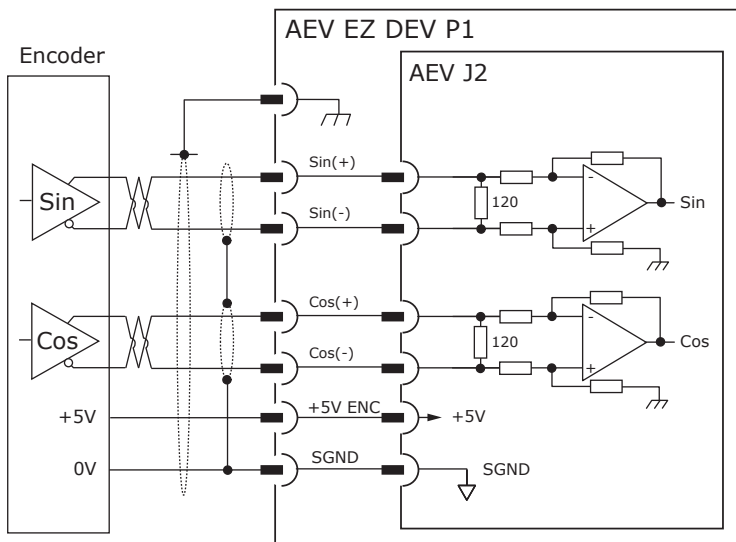 AEV EZ DEV P1
Encoder
AEV J2
Sin(+)
Sin
-
120
Sin
Sin(-)
+
Cos(+)
Cos
-
120
Cos
Cos(-)
+
+5V
+5V ENC
+5V
0V
SGND
SGND